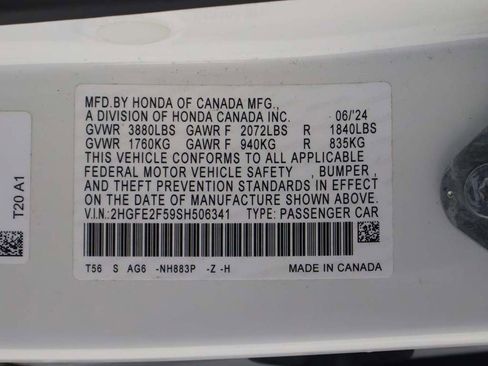 MFD.BY HONDA OF CANADA MFG.,
A DIVISION OF HONDA CANADA INC. 06/'24
GVWR 3880LBS GAWR F 2072LBS R 1840LBS
GVWR 1760KG GAWR F 940KG R 835KG
THIS VEHICLE CONFORMS TO ALL APPLICABLE
FEDERAL MOTOR VEHICLE SAFETY , BUMPER ,
AND THEFT PREVENTION STANDARDS IN EFFECT
ON THE DATE OF MANUFACTURE SHOWN ABOVE.
V.I.N.:2HGFE2F59SH506341 TYPE: PASSENGER CAR
T56 S AG6 -NH883P -Z -H MADE IN CANADA
T20 A1